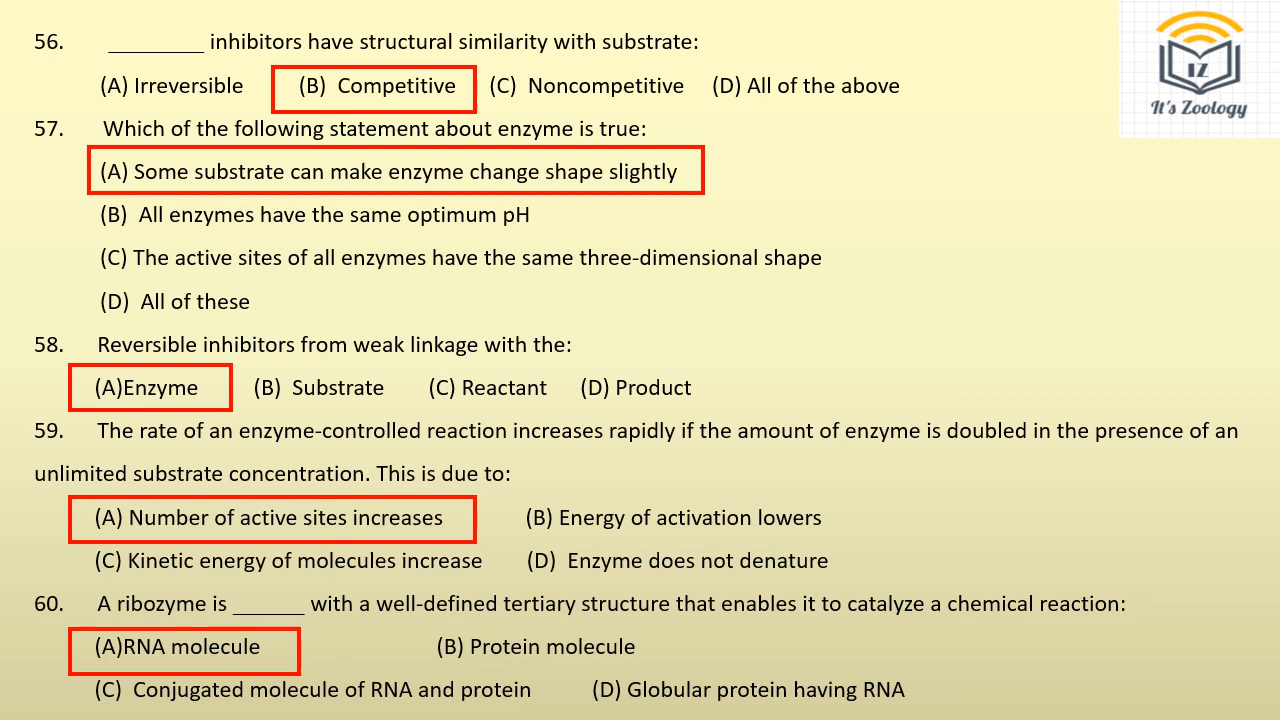 56. ________ inhibitors have structural similarity with substrate:
(A) Irreversible (B) Competitive (C) Noncompetitive (D) All of the above
57. Which of the following statement about enzyme is true:
(A) Some substrate can make enzyme change shape slightly
(B) All enzymes have the same optimum pH
(C) The active sites of all enzymes have the same three-dimensional shape
(D) All of these
58. Reversible inhibitors from weak linkage with the:
(A)Enzyme (B) Substrate (C) Reactant (D) Product
59. The rate of an enzyme-controlled reaction increases rapidly if the amount of enzyme is doubled in the presence of an
unlimited substrate concentration. This is due to:
(A) Number of active sites increases (B) Energy of activation lowers
(C) Kinetic energy of molecules increase (D) Enzyme does not denature
60. A ribozyme is ______ with a well-defined tertiary structure that enables it to catalyze a chemical reaction:
(A)RNA molecule (B) Protein molecule
(C) Conjugated molecule of RNA and protein (D) Globular protein having RNA
IZ
It's Zoology